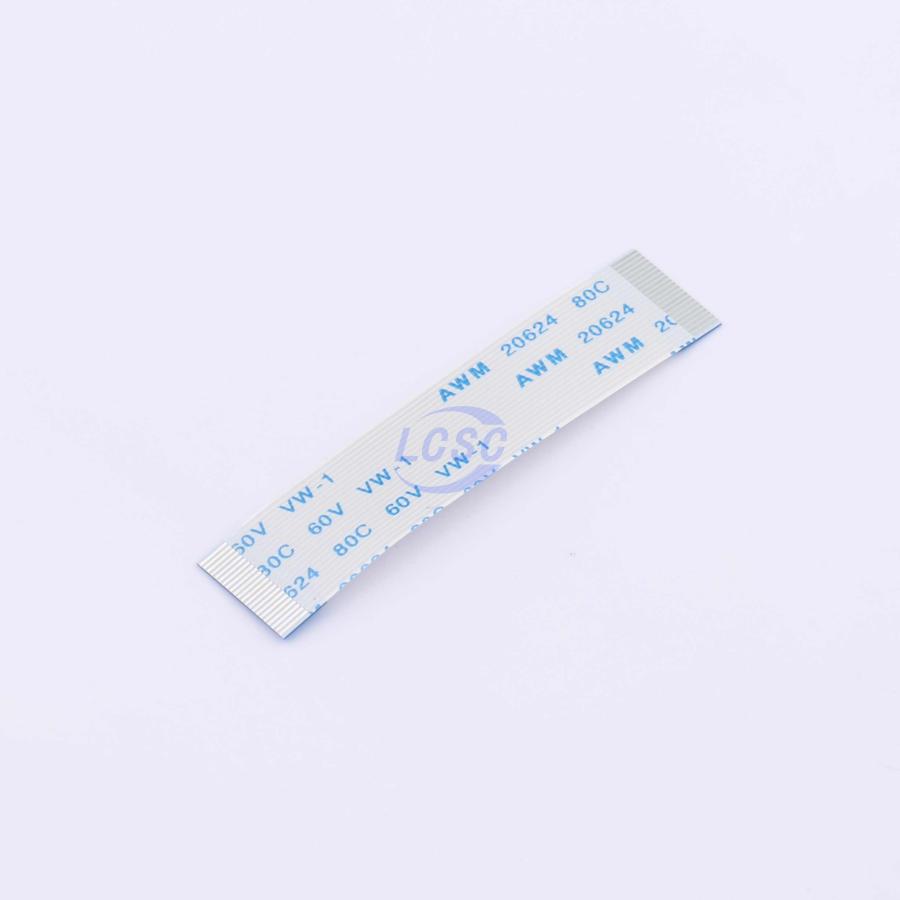 AWM 20624 80C
AWM 20624
AWM
LCSC
60V VW-1
80C 60V VW-1
624 80C 60V VW-1